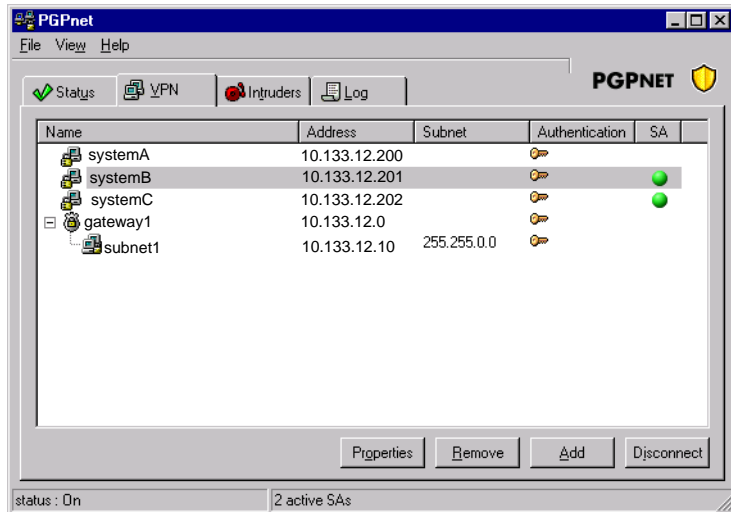 PGPnet
File View Help
Status VPN Intruders Log PGPNET
Name Address Subnet Authentication SA
systemA 10.133.12.200
systemB 10.133.12.201
systemC 10.133.12.202
gateway1 10.133.12.0
subnet1 10.133.12.10 255.255.0.0
Properties Remove Add Disconnect
status : On 2 active SAs